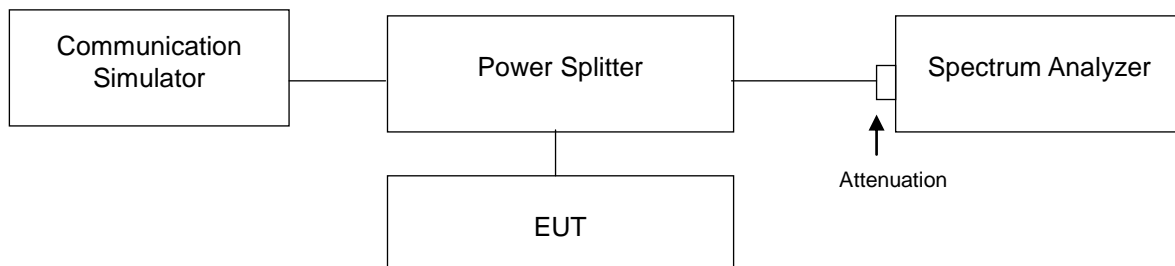 Communication
Simulator
Power Splitter
Spectrum Analyzer
Attenuation
EUT